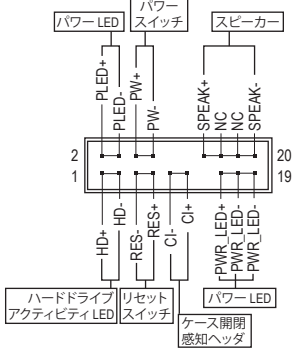 パワー LED
パワー
スイッチ
スピーカー
PLED+
PLED-
PW+
PW-
SPEAK+
NC
NC
SPEAK-
2
20
1
19
HD+
HD-
RES-
RES+
CI-
CI+
PWR_LED+
PWR_LED-
PWR_LED-
ハードドライブ
アクティビティ LED
リセット
スイッチ
パワー LED
ケース開閉
感知ヘッダ